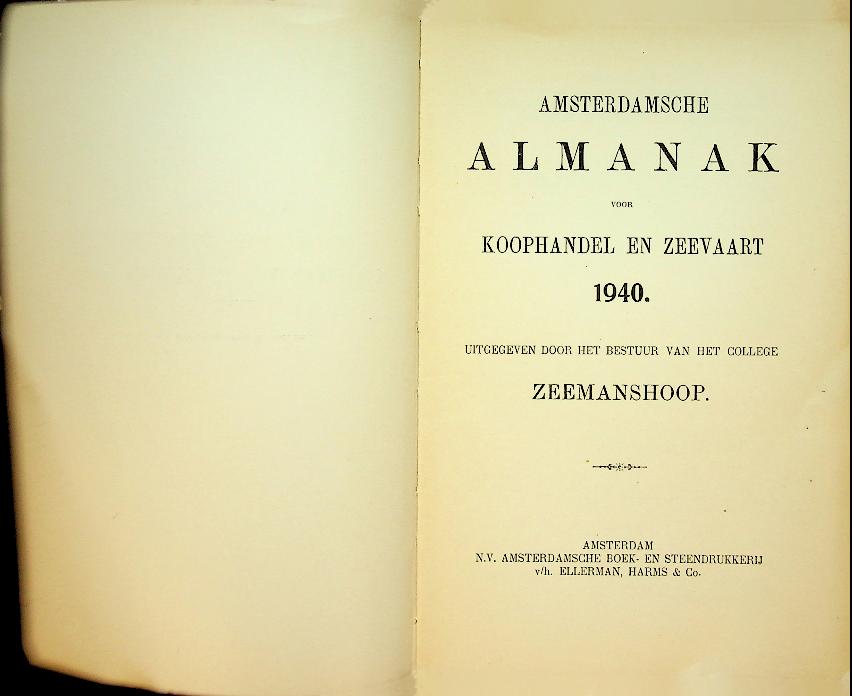 AMSTERDAMSCHE
ALMANAK
VOOR
KOOPHANDEL EN ZEEVAART
1940.
UITGEGEVEN DOOR HET BESTUUR VAN HET COLLEGE
ZEEMANSHOOP.
AMSTERDAM
N.V. AMSTERDAMSCHE BOEK- EN STEENDRUKKERIJ
v/h. ELLERMAN, HARMS & Co.